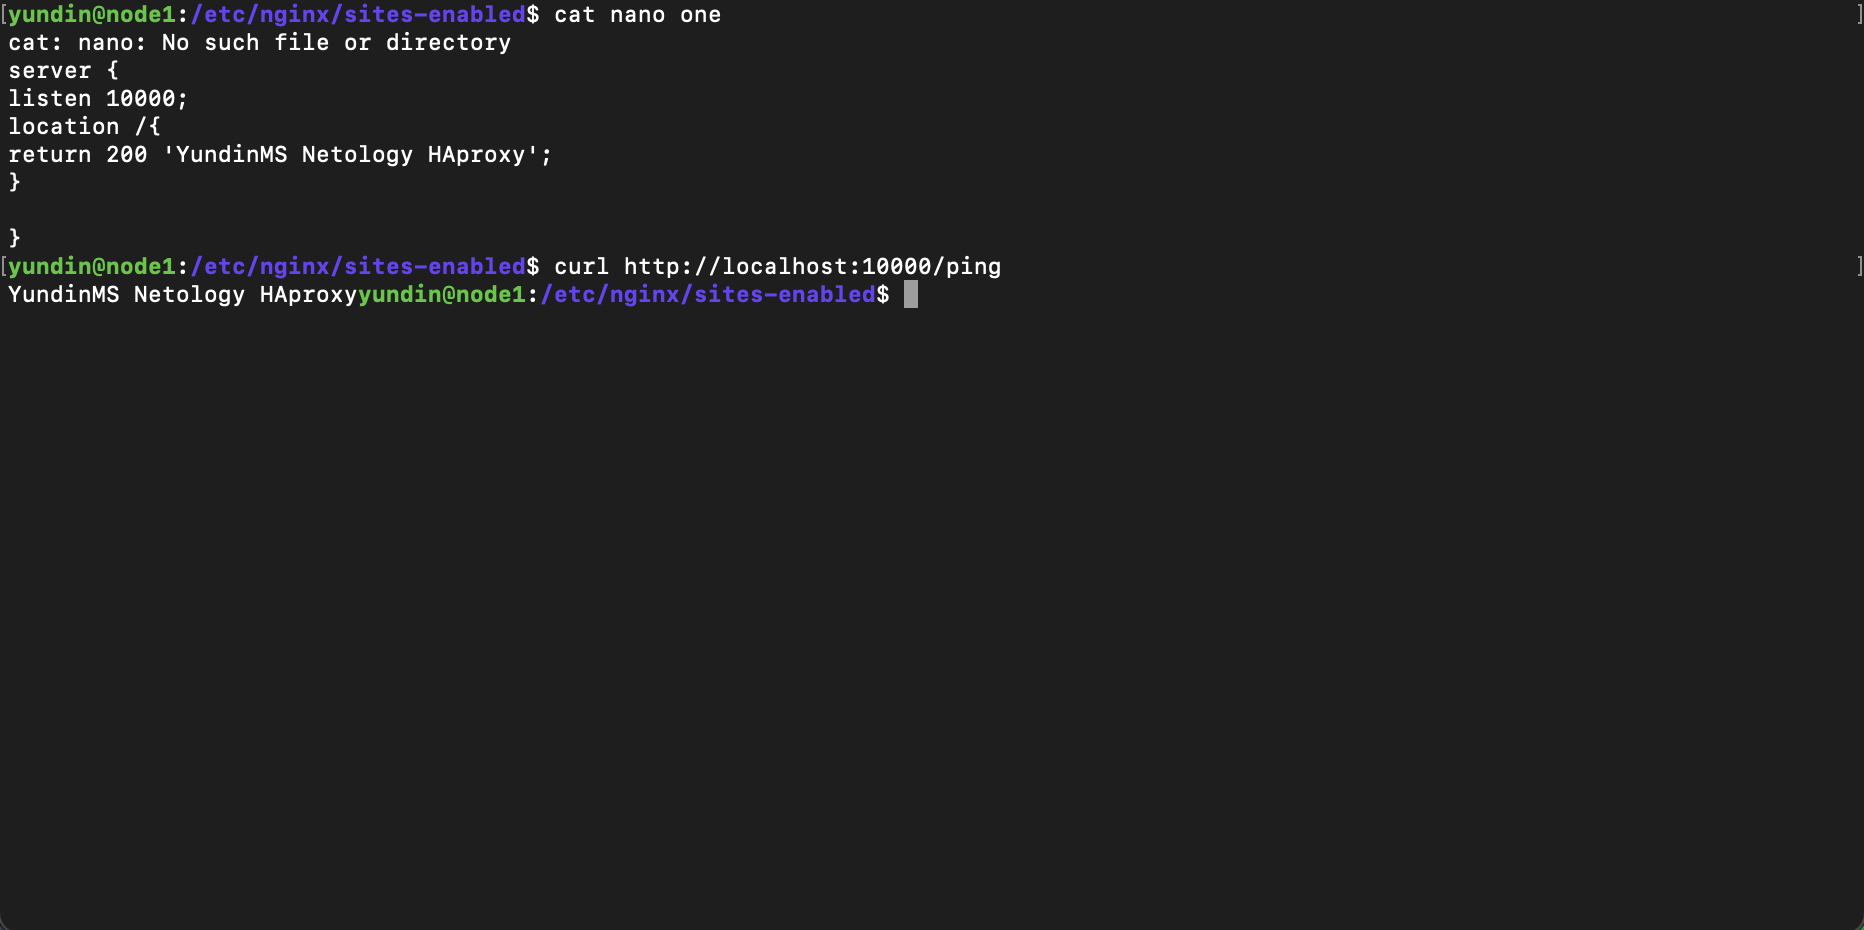 [yundin@node1:/etc/nginx/sites-enabled$ cat nano one ]
cat: nano: No such file or directory
server {
listen 10000;
location /{
return 200 'YundinMS Netology HAproxy';
}
}
[yundin@node1:/etc/nginx/sites-enabled$ curl http://localhost:10000/ping ]
YundinMS Netology HAproxyyundin@node1:/etc/nginx/sites-enabled$